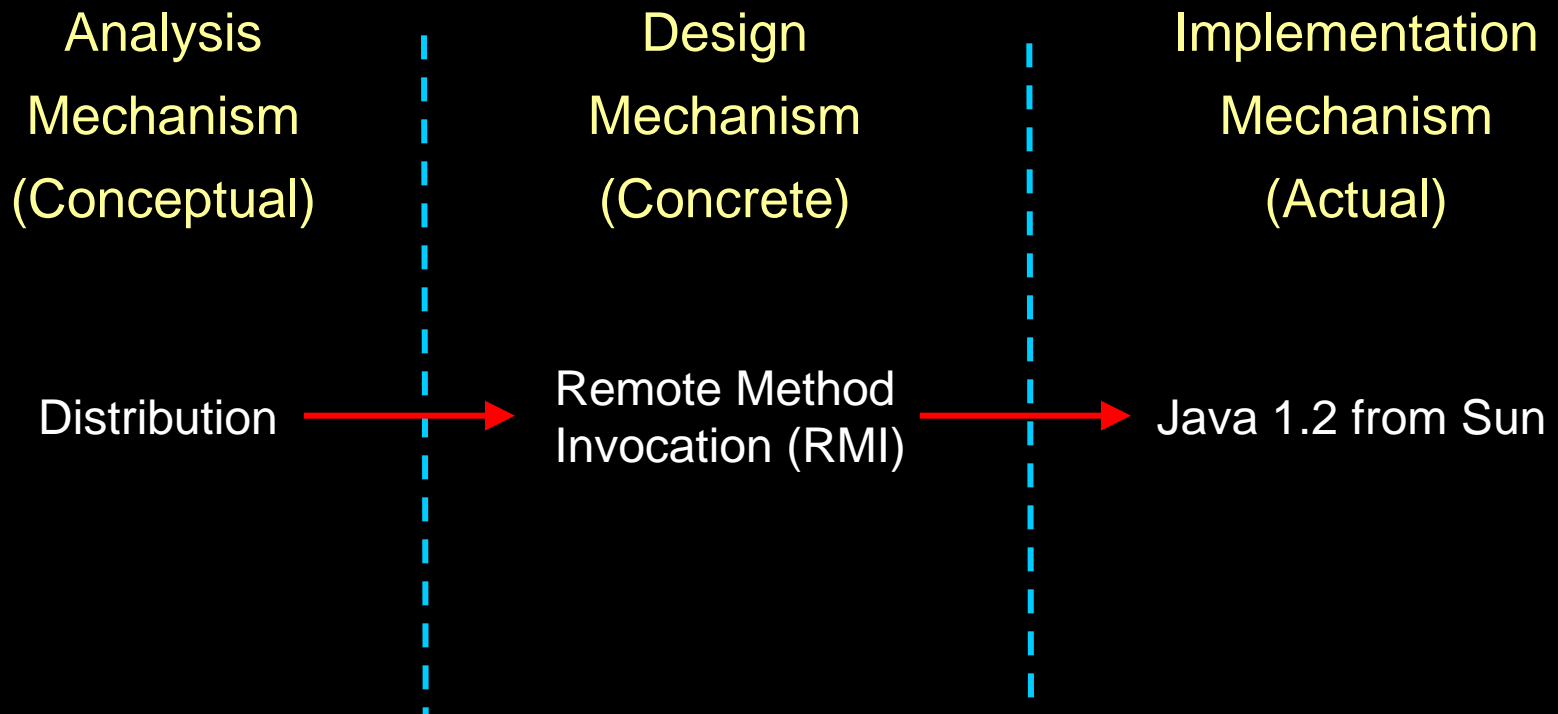 Analysis
Mechanism
(Conceptual)
Design
Mechanism
(Concrete)
Implementation
Mechanism
(Actual)
Distribution
Remote Method
Invocation (RMI)
Java 1.2 from Sun